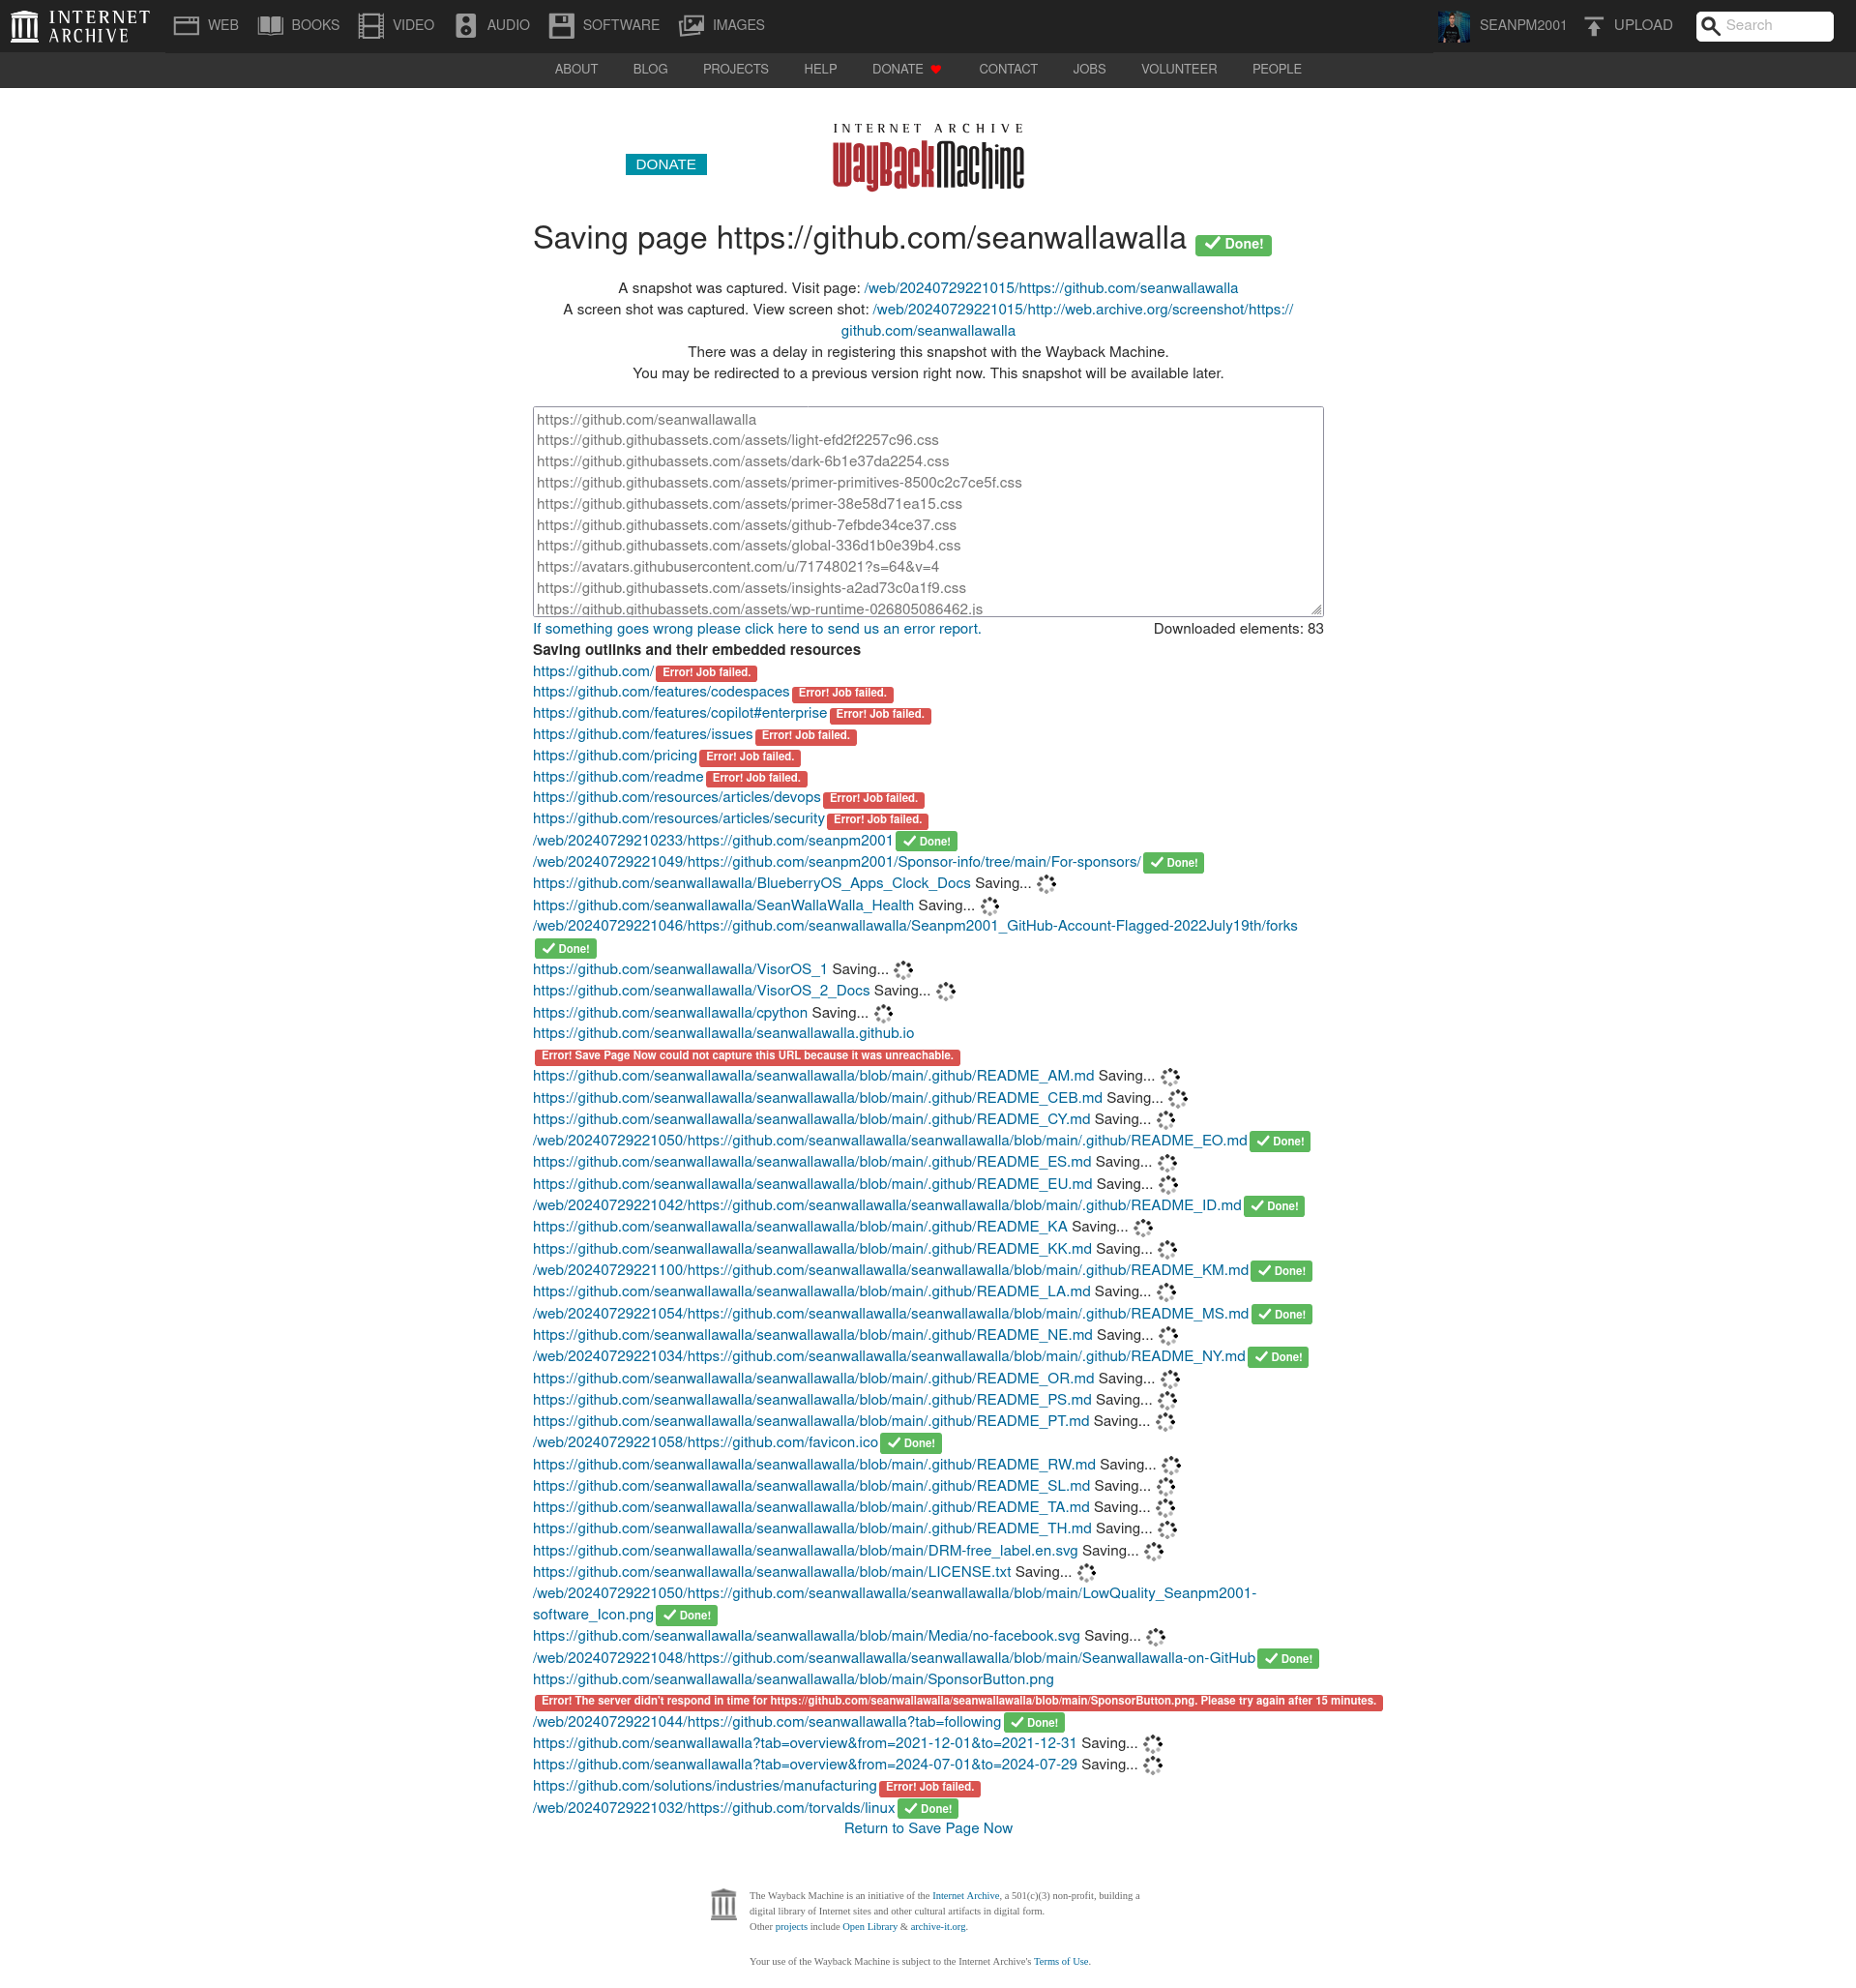 INTERNET ARCHIVE
WEB BOOKS VIDEO AUDIO SOFTWARE IMAGES SEANPM2001 UPLOAD Search
ABOUT BLOG PROJECTS HELP DONATE CONTACT JOBS VOLUNTEER PEOPLE
INTERNET ARCHIVE
DONATE
WayBackMachine
Saving page https://github.com/seanwallawalla Done!
A snapshot was captured. Visit page: /web/20240729221015/https://github.com/seanwallawalla
A screen shot was captured. View screen shot: /web/20240729221015/http://web.archive.org/screenshot/https://
github.com/seanwallawalla
There was a delay in registering this snapshot with the Wayback Machine.
You may be redirected to a previous version right now. This snapshot will be available later.
https://github.com/seanwallawalla
https://github.githubassets.com/assets/light-efd2f2257c96.css
https://github.githubassets.com/assets/dark-6b1e37da2254.css
https://github.githubassets.com/assets/primer-primitives-8500c2c7ce5f.css
https://github.githubassets.com/assets/primer-38e58d71ea15.css
https://github.githubassets.com/assets/github-7efbde34ce37.css
https://github.githubassets.com/assets/global-336d1b0e39b4.css
https://avatars.githubusercontent.com/u/71748021?s=64&v=4
https://github.githubassets.com/assets/insights-a2ad73c0a1f9.css
https://github.githubassets.com/assets/wp-runtime-026805086462.js
If something goes wrong please click here to send us an error report. Downloaded elements: 83
Saving outlinks and their embedded resources
https://github.com/ Error! Job failed.
https://github.com/features/codespaces Error! Job failed.
https://github.com/features/copilot#enterprise Error! Job failed.
https://github.com/features/issues Error! Job failed.
https://github.com/pricing Error! Job failed.
https://github.com/readme Error! Job failed.
https://github.com/resources/articles/devops Error! Job failed.
https://github.com/resources/articles/security Error! Job failed.
/web/20240729210233/https://github.com/seanpm2001 Done!
/web/20240729221049/https://github.com/seanpm2001/Sponsor-info/tree/main/For-sponsors/ Done!
https://github.com/seanwallawalla/BlueberryOS_Apps_Clock_Docs Saving...
https://github.com/seanwallawalla/SeanWallaWalla_Health Saving...
/web/20240729221046/https://github.com/seanwallawalla/Seanpm2001_GitHub-Account-Flagged-2022July19th/forks
Done!
https://github.com/seanwallawalla/VisorOS_1 Saving...
https://github.com/seanwallawalla/VisorOS_2_Docs Saving...
https://github.com/seanwallawalla/cpython Saving...
https://github.com/seanwallawalla/seanwallawalla.github.io
Error! Save Page Now could not capture this URL because it was unreachable.
https://github.com/seanwallawalla/seanwallawalla/blob/main/.github/README_AM.md Saving...
https://github.com/seanwallawalla/seanwallawalla/blob/main/.github/README_CEB.md Saving...
https://github.com/seanwallawalla/seanwallawalla/blob/main/.github/README_CY.md Saving...
/web/20240729221050/https://github.com/seanwallawalla/seanwallawalla/blob/main/.github/README_EO.md Done!
https://github.com/seanwallawalla/seanwallawalla/blob/main/.github/README_ES.md Saving...
https://github.com/seanwallawalla/seanwallawalla/blob/main/.github/README_EU.md Saving...
/web/20240729221042/https://github.com/seanwallawalla/seanwallawalla/blob/main/.github/README_ID.md Done!
https://github.com/seanwallawalla/seanwallawalla/blob/main/.github/README_KA Saving...
https://github.com/seanwallawalla/seanwallawalla/blob/main/.github/README_KK.md Saving...
/web/20240729221100/https://github.com/seanwallawalla/seanwallawalla/blob/main/.github/README_KM.md Done!
https://github.com/seanwallawalla/seanwallawalla/blob/main/.github/README_LA.md Saving...
/web/20240729221054/https://github.com/seanwallawalla/seanwallawalla/blob/main/.github/README_MS.md Done!
https://github.com/seanwallawalla/seanwallawalla/blob/main/.github/README_NE.md Saving...
/web/20240729221034/https://github.com/seanwallawalla/seanwallawalla/blob/main/.github/README_NY.md Done!
https://github.com/seanwallawalla/seanwallawalla/blob/main/.github/README_OR.md Saving...
https://github.com/seanwallawalla/seanwallawalla/blob/main/.github/README_PS.md Saving...
https://github.com/seanwallawalla/seanwallawalla/blob/main/.github/README_PT.md Saving...
/web/20240729221058/https://github.com/favicon.ico Done!
https://github.com/seanwallawalla/seanwallawalla/blob/main/.github/README_RW.md Saving...
https://github.com/seanwallawalla/seanwallawalla/blob/main/.github/README_SL.md Saving...
https://github.com/seanwallawalla/seanwallawalla/blob/main/.github/README_TA.md Saving...
https://github.com/seanwallawalla/seanwallawalla/blob/main/.github/README_TH.md Saving...
https://github.com/seanwallawalla/seanwallawalla/blob/main/DRM-free_label.en.svg Saving...
https://github.com/seanwallawalla/seanwallawalla/blob/main/LICENSE.txt Saving...
/web/20240729221050/https://github.com/seanwallawalla/seanwallawalla/blob/main/LowQuality_Seanpm2001-
software_Icon.png Done!
https://github.com/seanwallawalla/seanwallawalla/blob/main/Media/no-facebook.svg Saving...
/web/20240729221048/https://github.com/seanwallawalla/seanwallawalla/blob/main/Seanwallawalla-on-GitHub Done!
https://github.com/seanwallawalla/seanwallawalla/blob/main/SponsorButton.png
Error! The server didn't respond in time for https://github.com/seanwallawalla/seanwallawalla/blob/main/SponsorButton.png. Please try again after 15 minutes.
/web/20240729221044/https://github.com/seanwallawalla?tab=following Done!
https://github.com/seanwallawalla?tab=overview&from=2021-12-01&to=2021-12-31 Saving...
https://github.com/seanwallawalla?tab=overview&from=2024-07-01&to=2024-07-29 Saving...
https://github.com/solutions/industries/manufacturing Error! Job failed.
/web/20240729221032/https://github.com/torvalds/linux Done!
Return to Save Page Now
The Wayback Machine is an initiative of the Internet Archive, a 501(c)(3) non-profit, building a
digital library of Internet sites and other cultural artifacts in digital form.
Other projects include Open Library & archive-it.org.
Your use of the Wayback Machine is subject to the Internet Archive's Terms of Use.